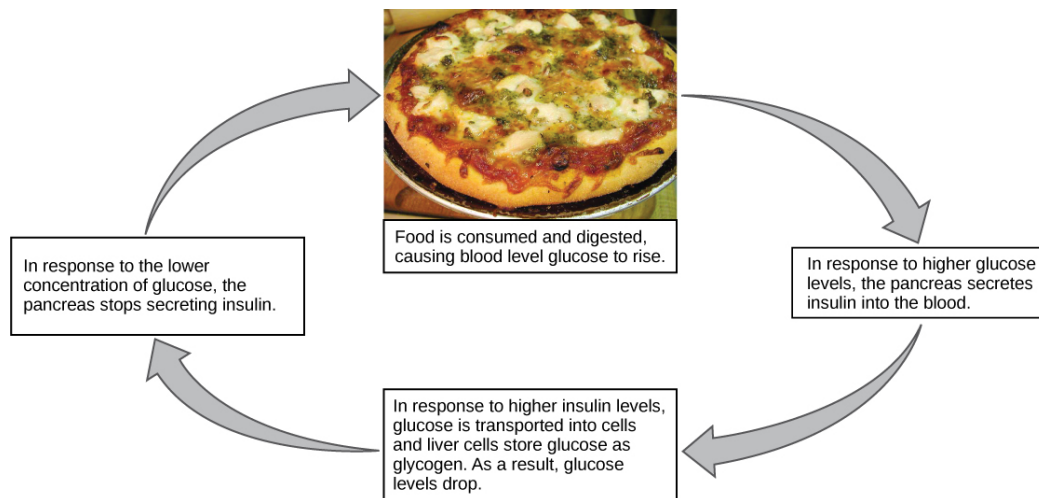 Food is consumed and digested,
causing blood level glucose to rise.
In response to higher glucose
levels, the pancreas secretes
insulin into the blood.
In response to higher insulin levels,
glucose is transported into cells
and liver cells store glucose as
glycogen. As a result, glucose
levels drop.
In response to the lower
concentration of glucose, the
pancreas stops secreting insulin.